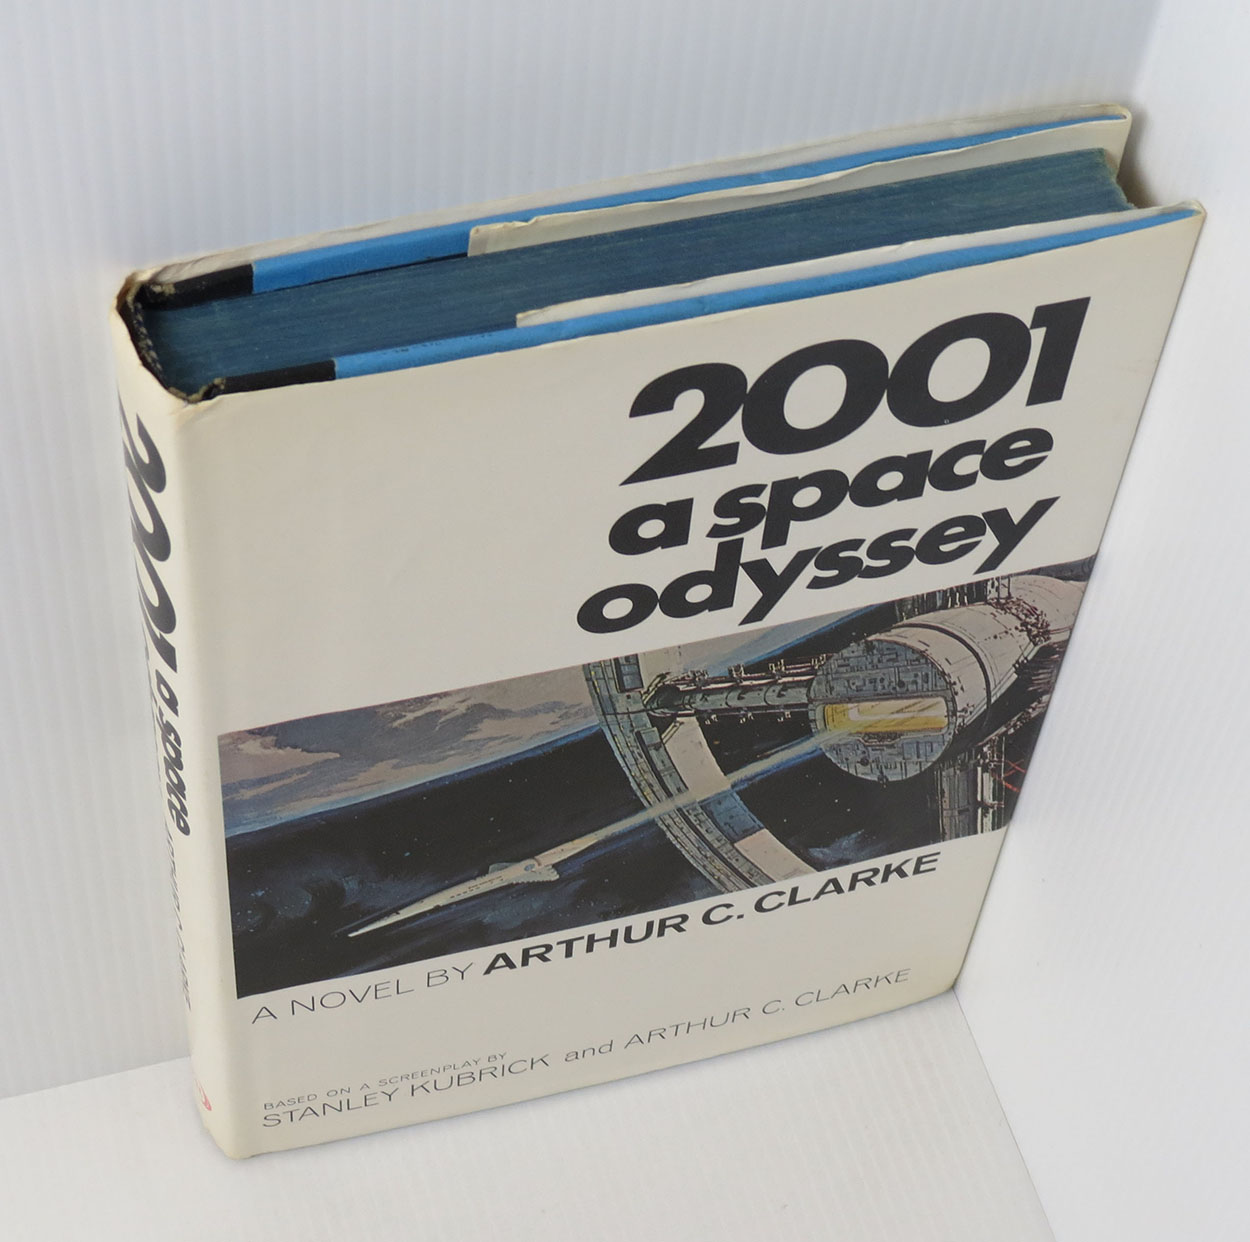 2001
a space
odyssey
A NOVEL BY ARTHUR C. CLARKE
BASED ON A SCREENPLAY BY
STANLEY KUBRICK and ARTHUR C. CLARKE
2001 a space